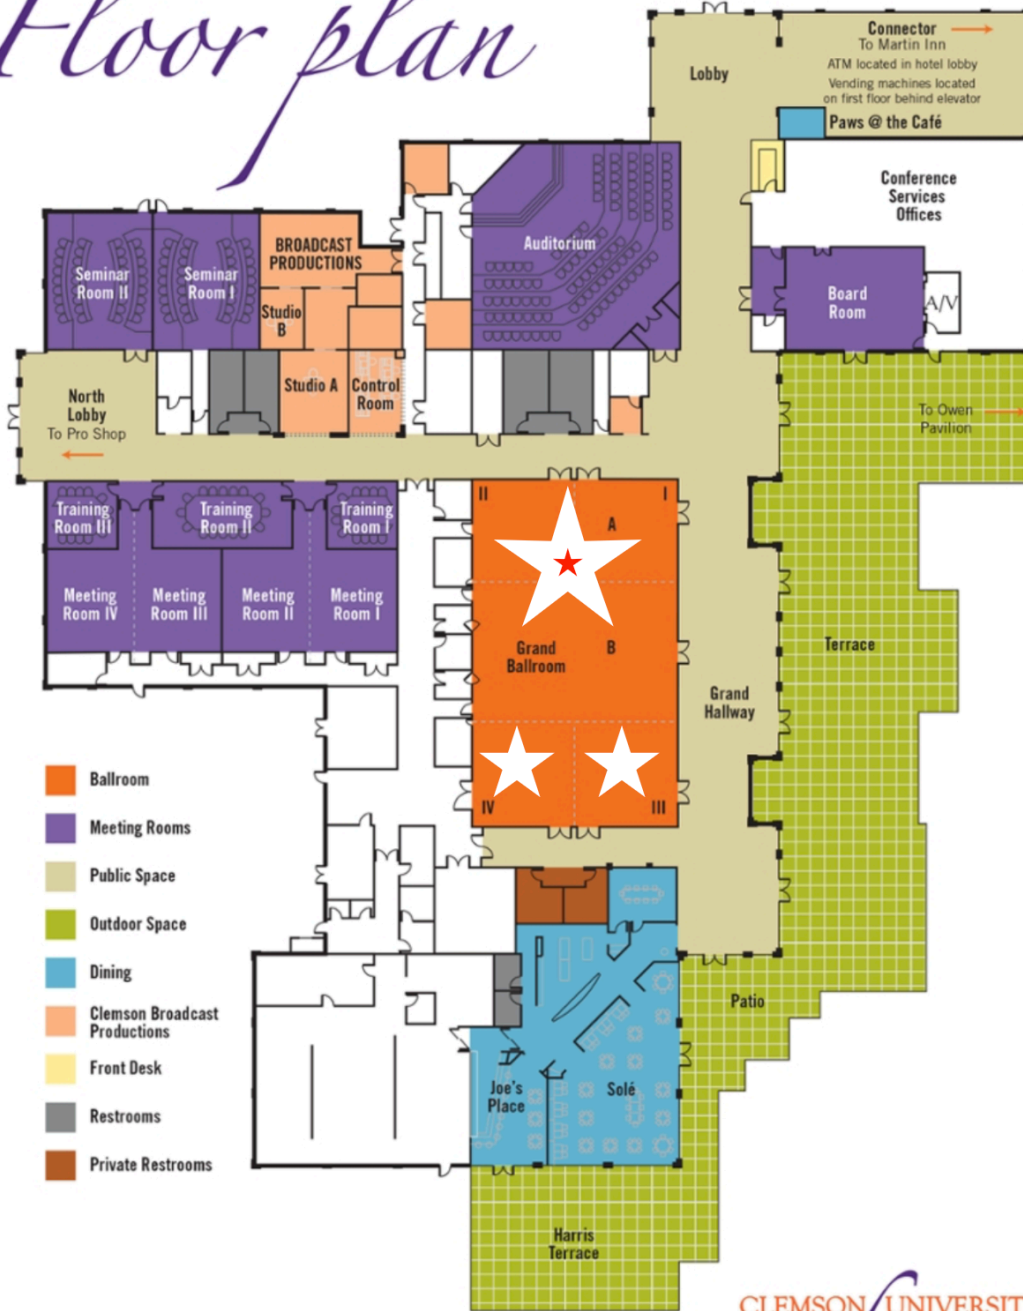 Floor plan
Connector
To Martin Inn
ATM located in hotel lobby
Vending machines located
on first floor behind elevator
Lobby
Paws @ the Café
Conference
Services
Offices
Auditorium
BROADCAST
PRODUCTIONS
Seminar
Room II
Seminar
Room I
Studio
B
Board
Room
A/V
Studio A
Control
Room
North
Lobby
To Pro Shop
To Owen
Pavilion
II
I
A
Training
Room III
Training
Room II
Training
Room I
Meeting
Room IV
Meeting
Room III
Meeting
Room II
Meeting
Room I
Grand
Ballroom
B
Terrace
Grand
Hallway
IV
III
Ballroom
Meeting Rooms
Public Space
Outdoor Space
Dining
Clemson Broadcast
Productions
Front Desk
Restrooms
Private Restrooms
Patio
Joe's
Place
Solé
Harris
Terrace
CLEMSON UNIVERSIT